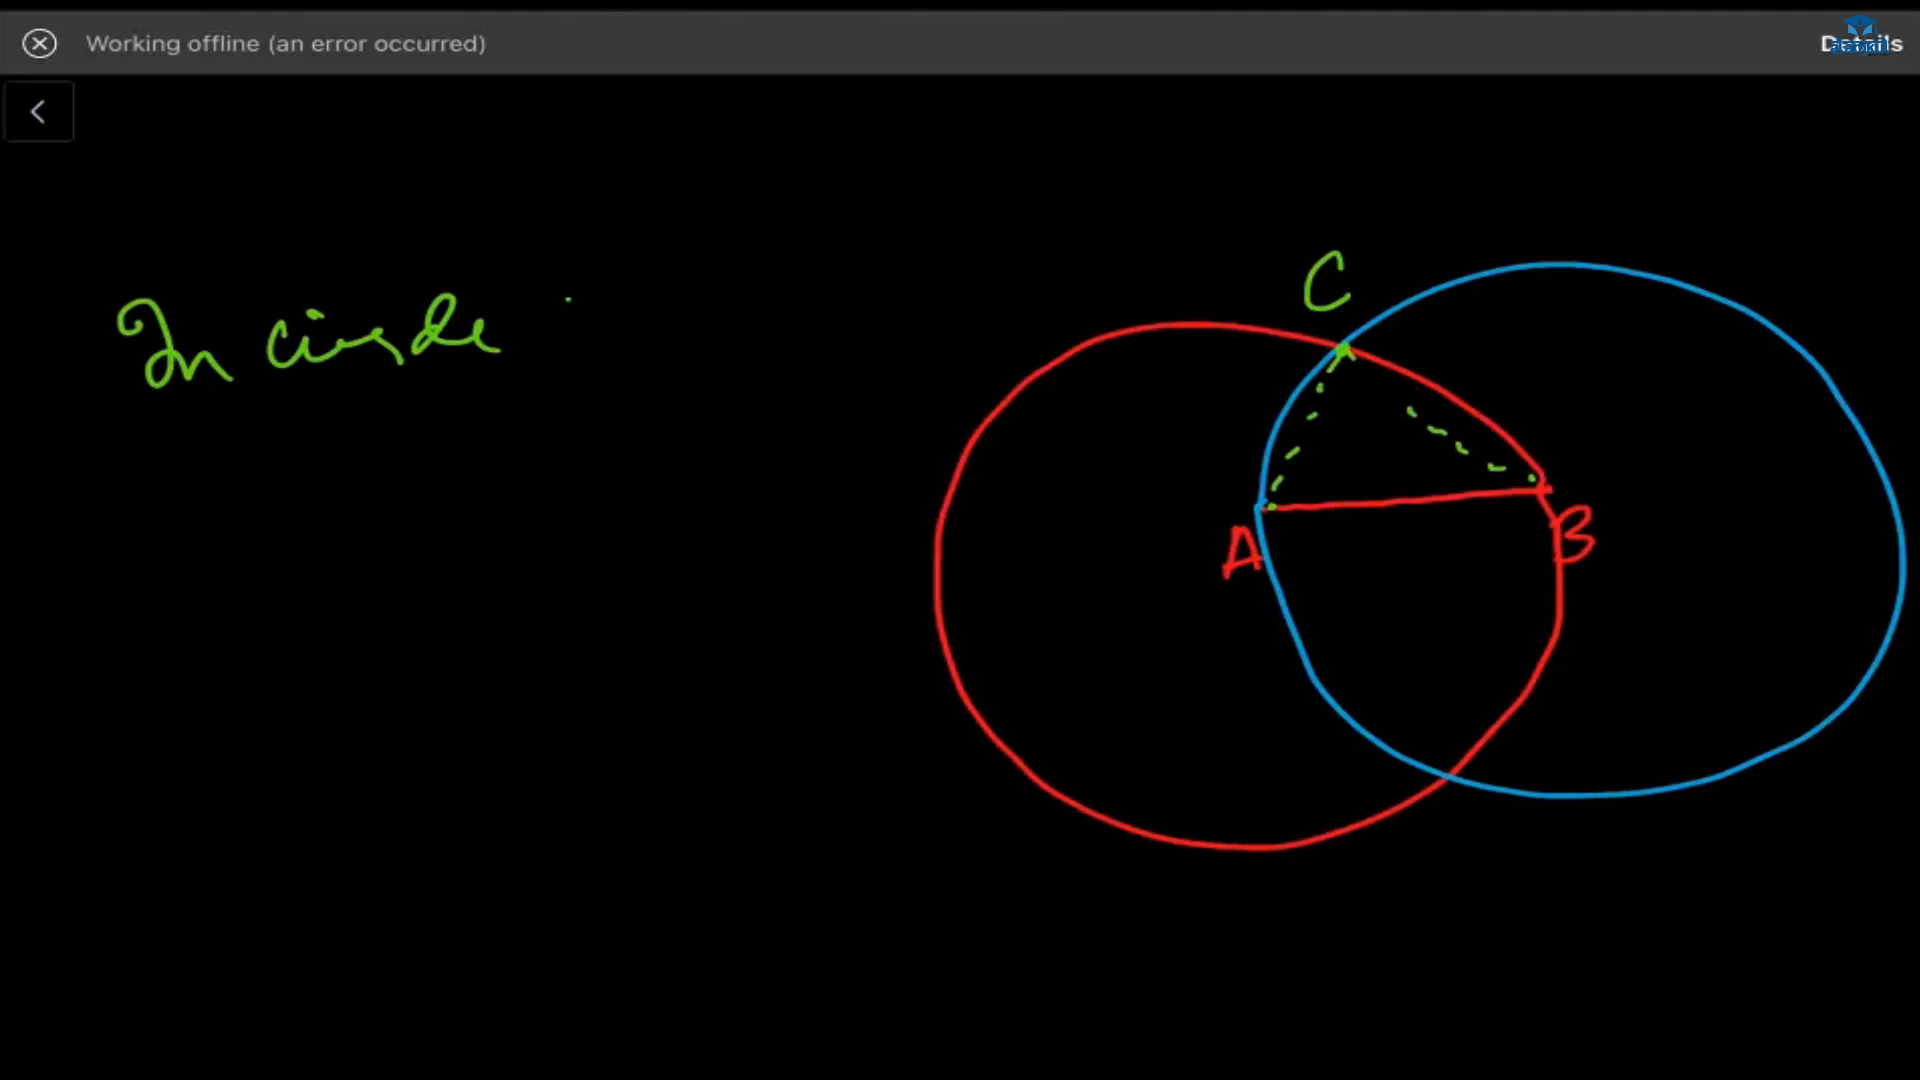 Working offline (an error occurred)
Details
C
In circle
A
B